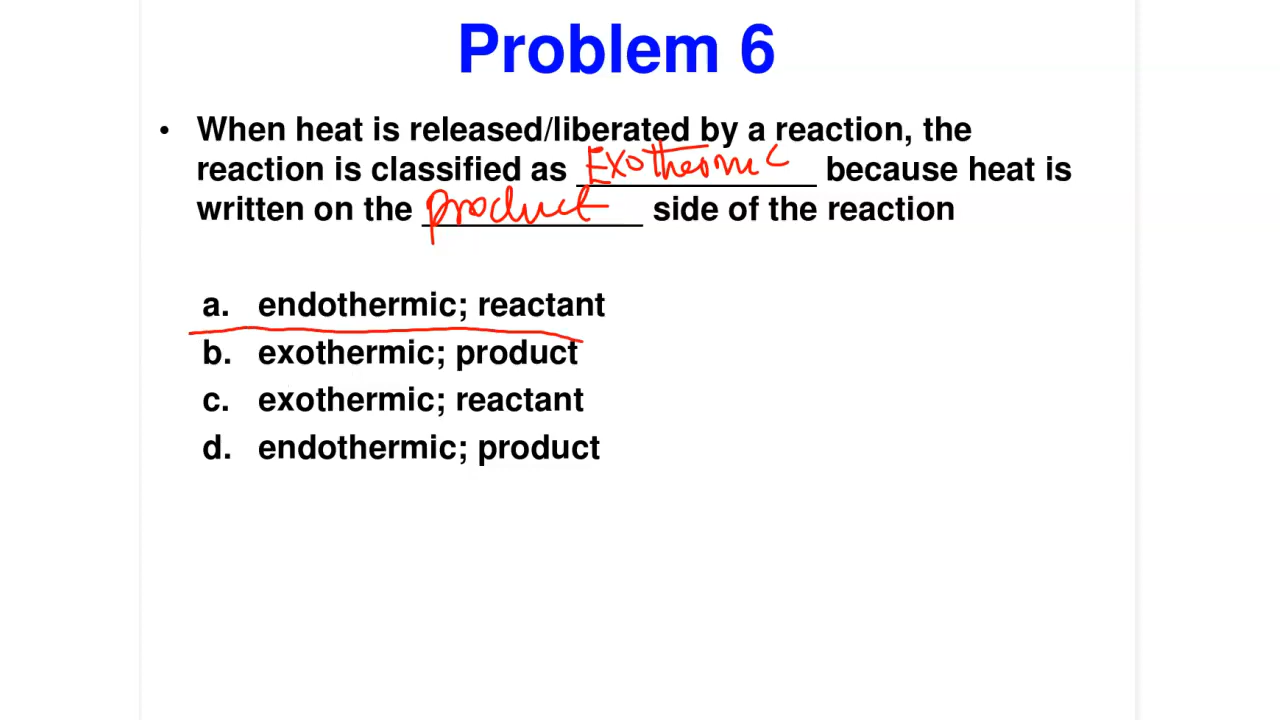 Problem 6
• When heat is released/liberated by a reaction, the
reaction is classified as Exothermic because heat is
written on the product side of the reaction
a. endothermic; reactant
b. exothermic; product
c. exothermic; reactant
d. endothermic; product